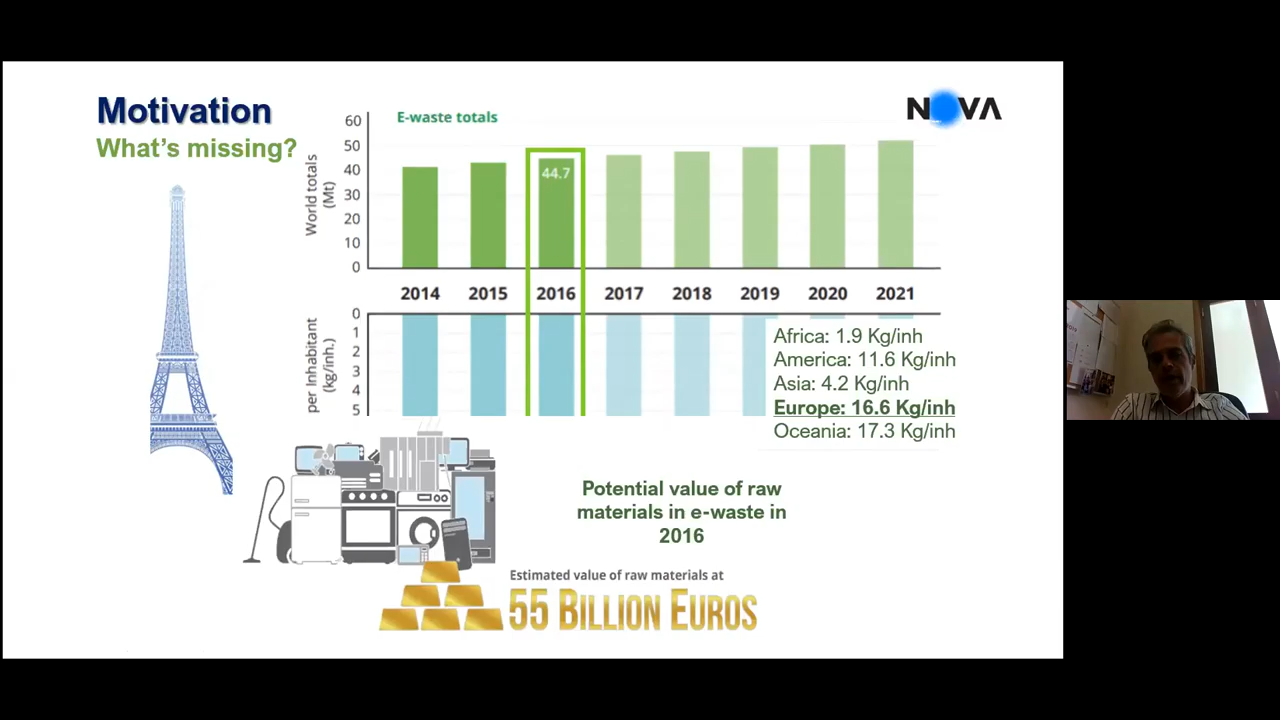 Motivation
What's missing?
NOVA
E-waste totals
World totals
(Mt)
60
50
40
30
20
10
0
44.7
2014 2015 2016 2017 2018 2019 2020 2021
per Inhabitant
(kg/inh.)
0
1
2
3
4
5
Africa: 1.9 Kg/inh
America: 11.6 Kg/inh
Asia: 4.2 Kg/inh
Europe: 16.6 Kg/inh
Oceania: 17.3 Kg/inh
Potential value of raw
materials in e-waste in
2016
Estimated value of raw materials at
55 BILLION EUROS